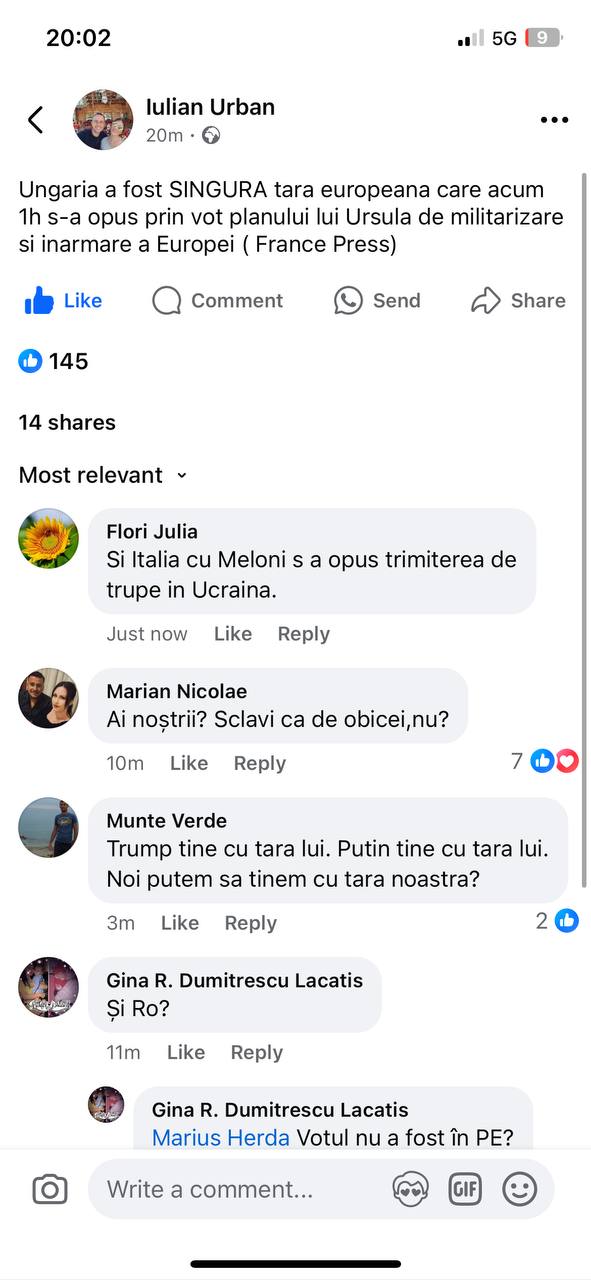 20:02
5G 9
Iulian Urban
20m ·
Ungaria a fost SINGURA tara europeana care acum
1h s-a opus prin vot planului lui Ursula de militarizare
si inarmare a Europei ( France Press)
Like Comment Send Share
145
14 shares
Most relevant
Flori Julia
Si Italia cu Meloni s a opus trimiterea de
trupe in Ucraina.
Just now Like Reply
Marian Nicolae
Ai noștrii? Sclavi ca de obicei,nu?
10m Like Reply 7
Munte Verde
Trump tine cu tara lui. Putin tine cu tara lui.
Noi putem sa tinem cu tara noastra?
3m Like Reply 2
Gina R. Dumitrescu Lacatis
Și Ro?
11m Like Reply
Gina R. Dumitrescu Lacatis
Marius Herda Votul nu a fost în PE?
Write a comment...
GIF